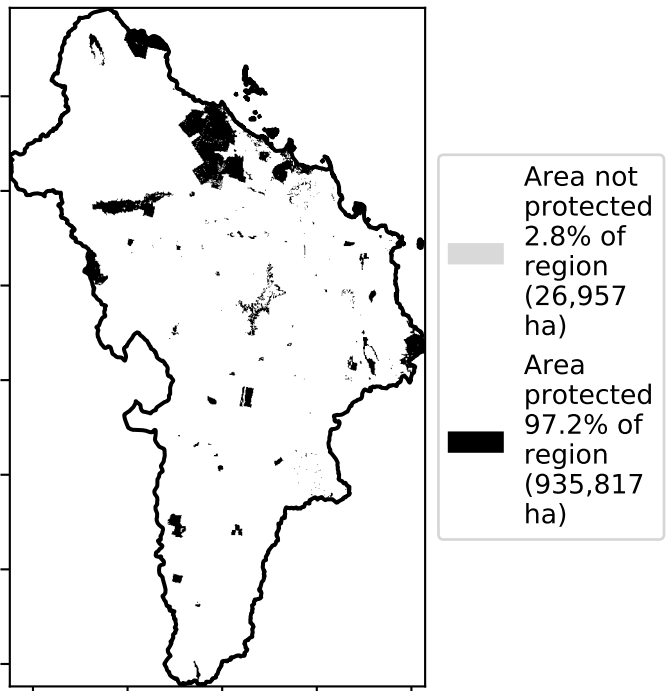 Area not
protected
2.8% of
region
(26,957
ha)
Area
protected
97.2% of
region
(935,817
ha)